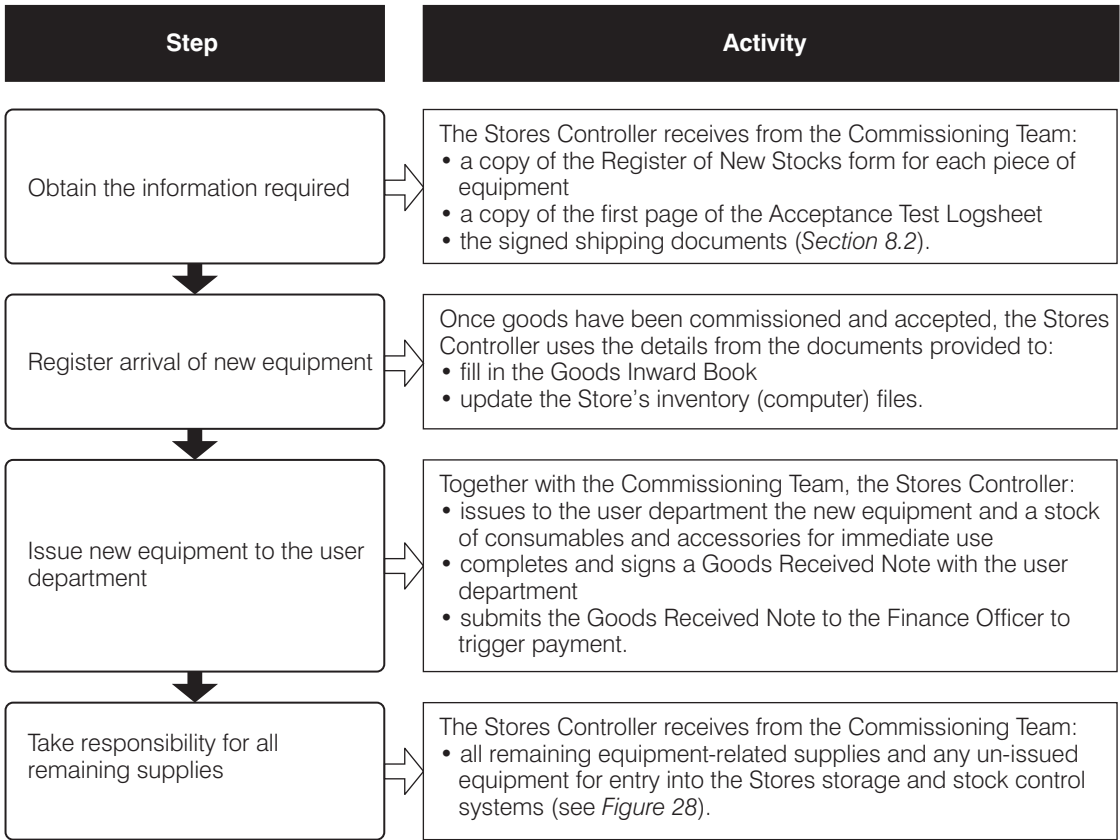 Step
Activity
Obtain the information required
The Stores Controller receives from the Commissioning Team:
• a copy of the Register of New Stocks form for each piece of
equipment
• a copy of the first page of the Acceptance Test Logsheet
• the signed shipping documents (Section 8.2).
Register arrival of new equipment
Once goods have been commissioned and accepted, the Stores
Controller uses the details from the documents provided to:
• fill in the Goods Inward Book
• update the Store's inventory (computer) files.
Issue new equipment to the user
department
Together with the Commissioning Team, the Stores Controller:
• issues to the user department the new equipment and a stock
of consumables and accessories for immediate use
• completes and signs a Goods Received Note with the user
department
• submits the Goods Received Note to the Finance Officer to
trigger payment.
Take responsibility for all
remaining supplies
The Stores Controller receives from the Commissioning Team:
• all remaining equipment-related supplies and any un-issued
equipment for entry into the Stores storage and stock control
systems (see Figure 28).